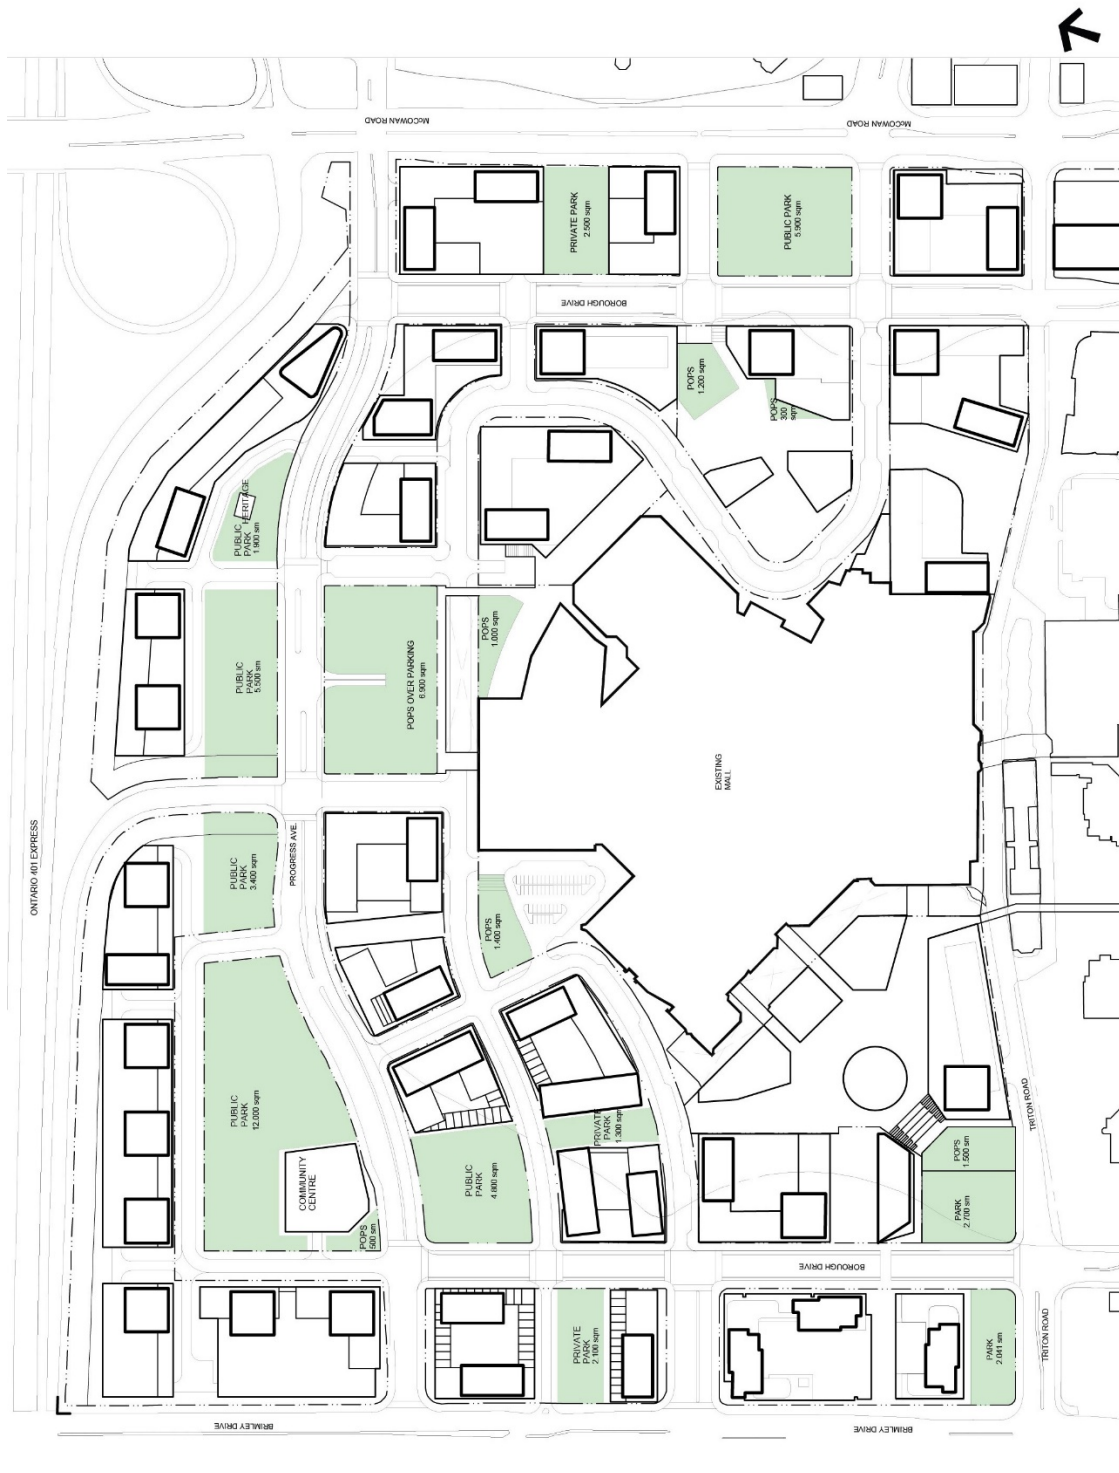 McCOWAN ROAD
McCOWAN ROAD
PRIVATE PARK
2.500 sqm
PUBLIC PARK
5.900 sqm
BOROUGH DRIVE
POPS
1.200 sqm
POPS
300
sqm
HERITAGE
PUBLIC
PARK
1.900 sm
PUBLIC
PARK
5.500 sm
POPS OVER PARKING
6.900 sqm
POPS
1.000 sqm
EXISTING
MALL
ONTARIO 401 EXPRESS
PUBLIC
PARK
3.400 sqm
PROGRESS AVE.
POPS
1.400 sqm
PUBLIC
PARK
12.000 sqm
COMMUNITY
CENTRE
POPS
500 sm
PUBLIC
PARK
4.800 sqm
PRIVATE
PARK
1.300 sqm
TRITON ROAD
POPS
1.500 sm
PARK
2.700 sqm
BOROUGH DRIVE
PRIVATE
PARK
2.100 sqm
PARK
2.041 sm
TRITON ROAD
BRIMLEY DRIVE
BRIMLEY DRIVE